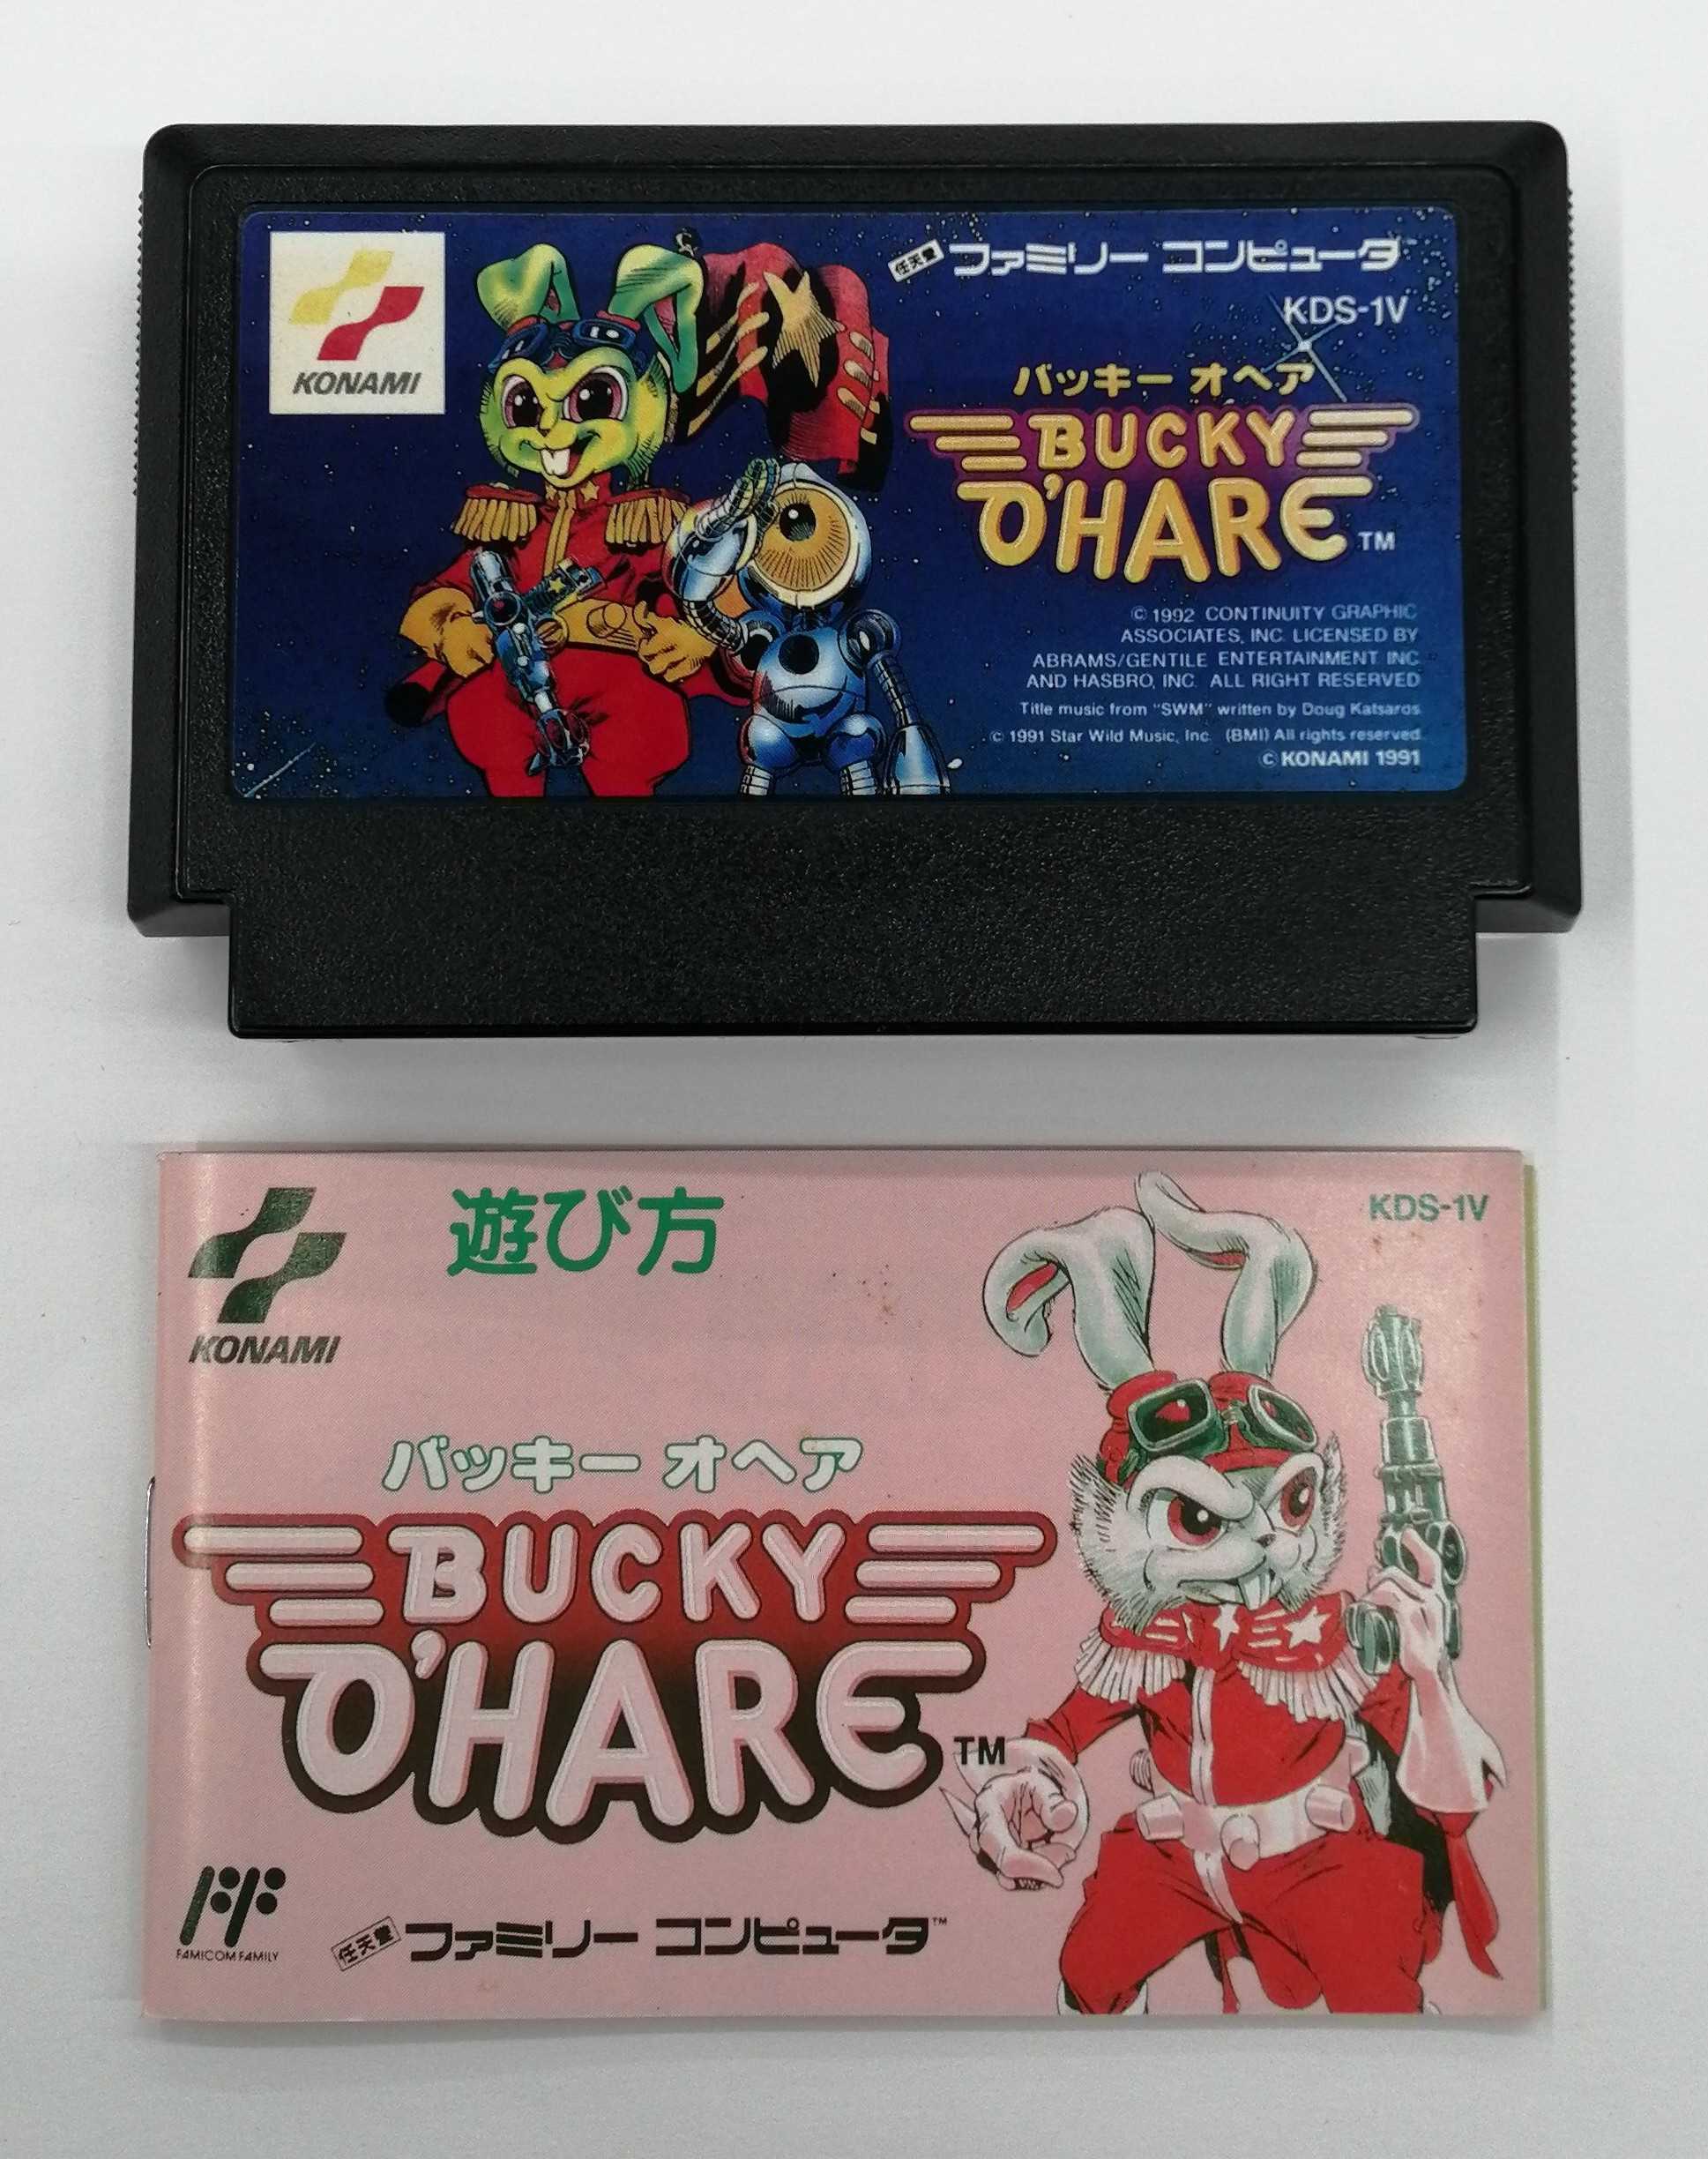 KONAMI
任天堂 ファミリー コンピュータ
KDS-1V
バッキー オヘア
BUCKY
O'HARE TM
© 1992 CONTINUITY GRAPHIC
ASSOCIATES, INC. LICENSED BY
ABRAMS/GENTILE ENTERTAINMENT INC
AND HASBRO, INC. ALL RIGHT RESERVED
Title music from "SWM" written by Doug Katsaros
© 1991 Star Wild Music, Inc. (BMI) All rights reserved.
© KONAMI 1991
遊び方
KDS-1V
KONAMI
バッキー オヘア
BUCKY
O'HARE TM
FAMICOM FAMILY
任天堂 ファミリー コンピュータ™